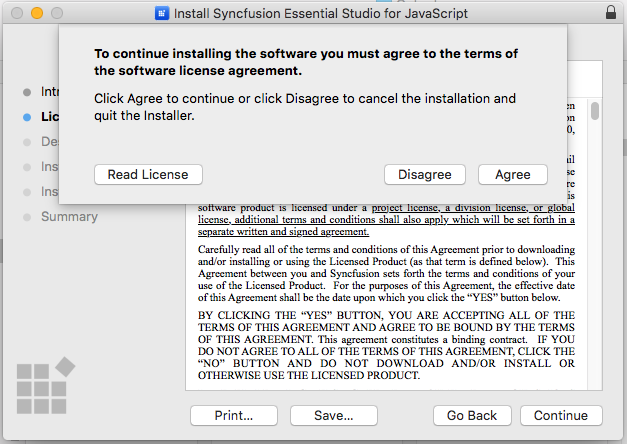 Install Syncfusion Essential Studio for JavaScript
To continue installing the software you must agree to the terms of
the software license agreement.
Click Agree to continue or click Disagree to cancel the installation and
quit the Installer.
Read License
Disagree
Agree
Summary
software product is licensed under a project license, a division license, or global
license, additional terms and conditions shall also apply which will be set forth in a
separate written and signed agreement.
Carefully read all of the terms and conditions of this Agreement prior to downloading
and/or installing or using the Licensed Product (as that term is defined below). This
Agreement between you and Syncfusion sets forth the terms and conditions of your
use of the Licensed Product. For the purposes of this Agreement, the effective date
of this Agreement shall be the date upon which you click the “YES” button below.
BY CLICKING THE “YES” BUTTON, YOU ARE ACCEPTING ALL OF THE
TERMS OF THIS AGREEMENT AND AGREE TO BE BOUND BY THE TERMS
OF THIS AGREEMENT. This agreement constitutes a binding contract. IF YOU
DO NOT AGREE TO ALL OF THE TERMS OF THIS AGREEMENT, CLICK THE
“NO” BUTTON AND DO NOT DOWNLOAD AND/OR INSTALL OR
OTHERWISE USE THE LICENSED PRODUCT.
Print...
Save...
Go Back
Continue